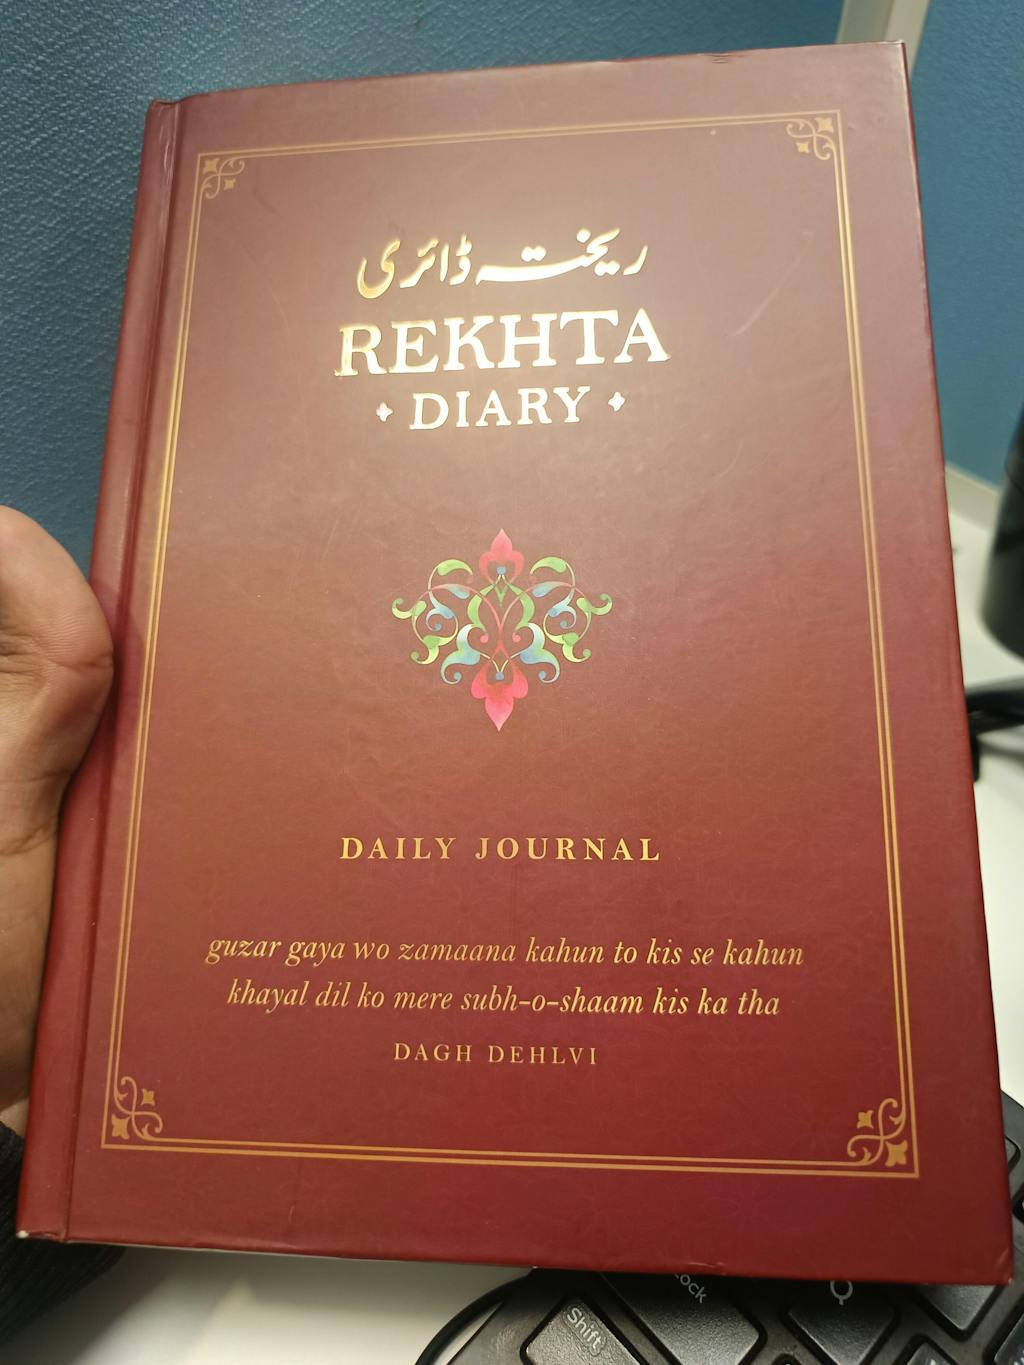 ریختہ ڈائری
REKHTA
DIARY
DAILY JOURNAL
guzar gaya wo zamaana kahun to kis se kahun
khayal dil ko mere subh-o-shaam kis ka tha
DAGH DEHLVI
Shift
Q